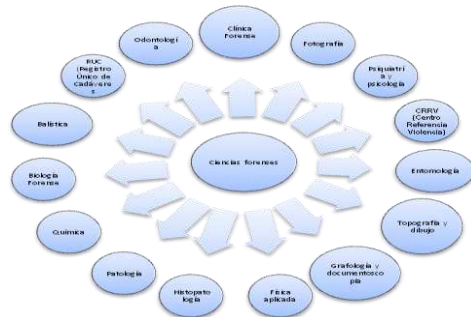 Clínica
Forense
Fotografía
Psiquiatrí
a y
psicología
CRRV
(Centro
Referencia
Violencia)
Entomología
Topografía y
dibujo
Grafología y
documentosco
pía
Física
aplicada
Histopato
logía
Patología
Química
Biología
Forense
Balística
RUC
(Registro
Único de
Cadávere
s
Odontologí
a
Ciencias forenses